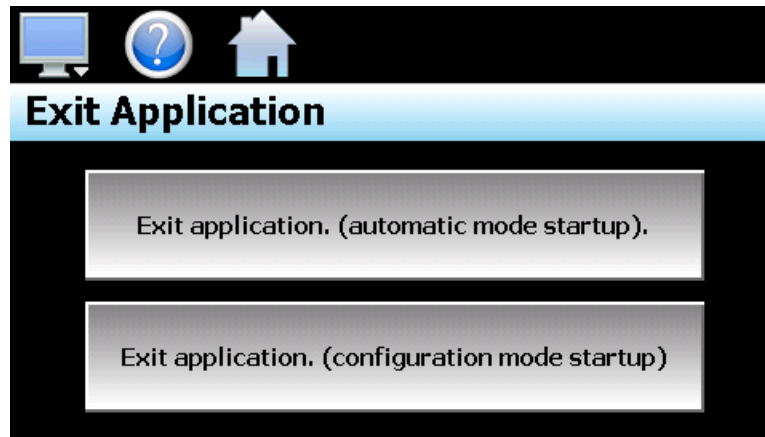 ?
Exit Application
Exit application. (automatic mode startup).
Exit application. (configuration mode startup)